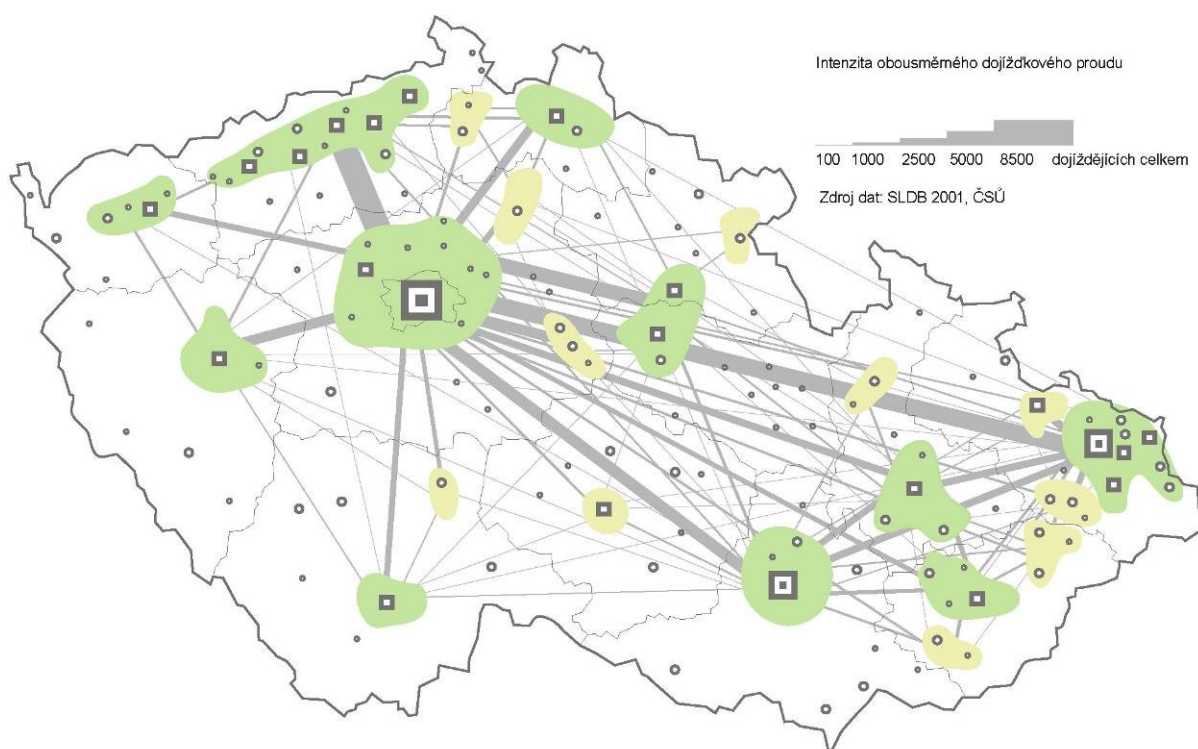 Intenzita obousměrného dojížďkového proudu
100 1000 2500 5000 8500 dojíždějících celkem
Zdroj dat: SLDB 2001, ČSÚ